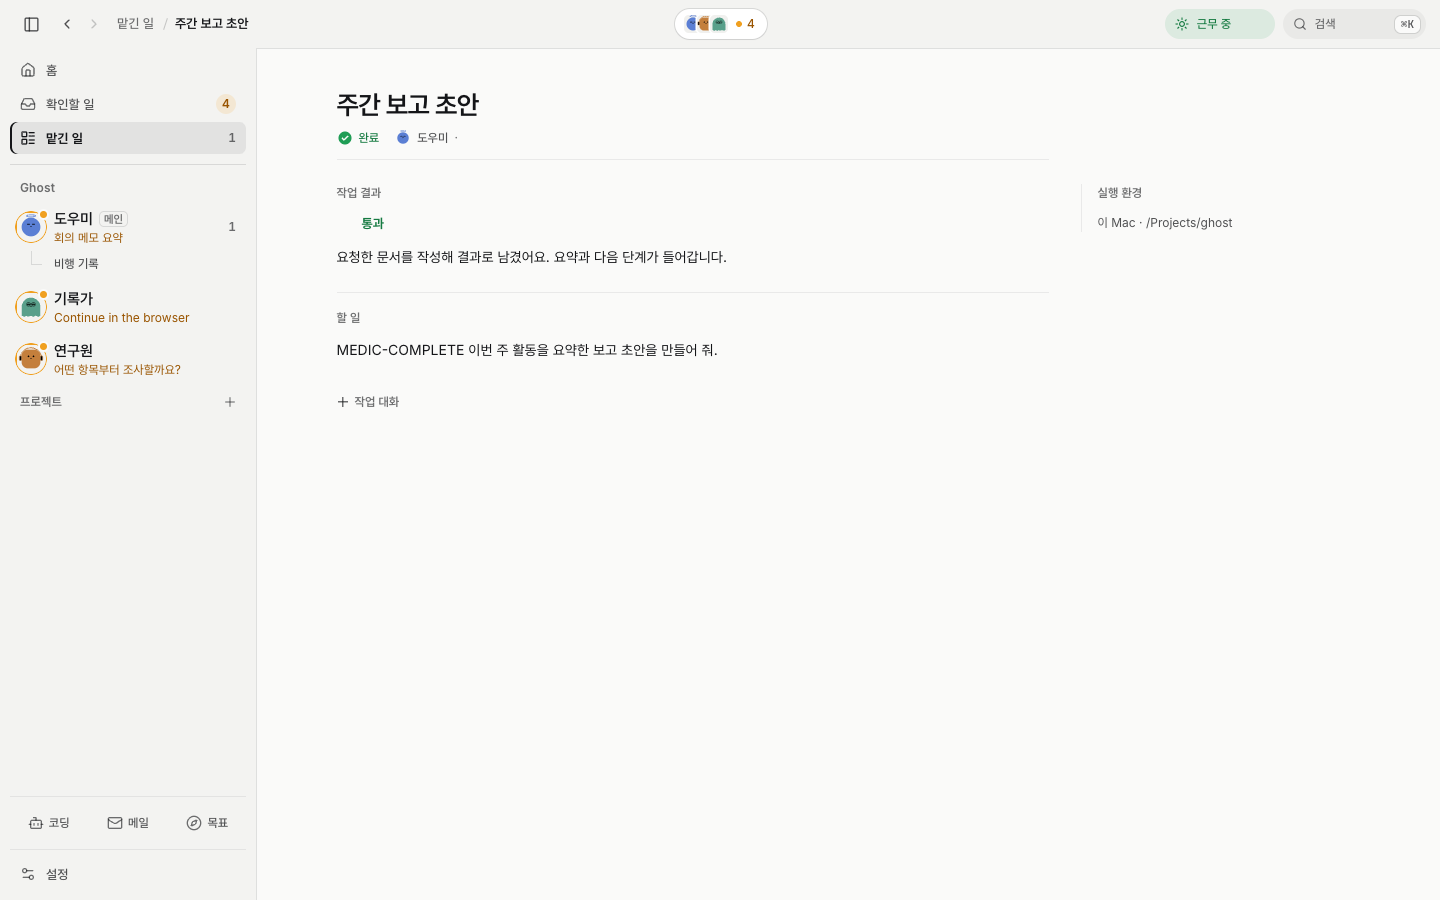 맡긴 일 / 주간 보고 초안
4
근무 중
검색
⌘K
홈
확인할 일
4
맡긴 일
1
Ghost
도우미 메인
회의 메모 요약
1
비행 기록
기록가
Continue in the browser
연구원
어떤 항목부터 조사할까요?
프로젝트
코딩
메일
목표
설정
주간 보고 초안
완료
도우미 ·
작업 결과
통과
요청한 문서를 작성해 결과로 남겼어요. 요약과 다음 단계가 들어갑니다.
할 일
MEDIC-COMPLETE 이번 주 활동을 요약한 보고 초안을 만들어 줘.
작업 대화
실행 환경
이 Mac · /Projects/ghost